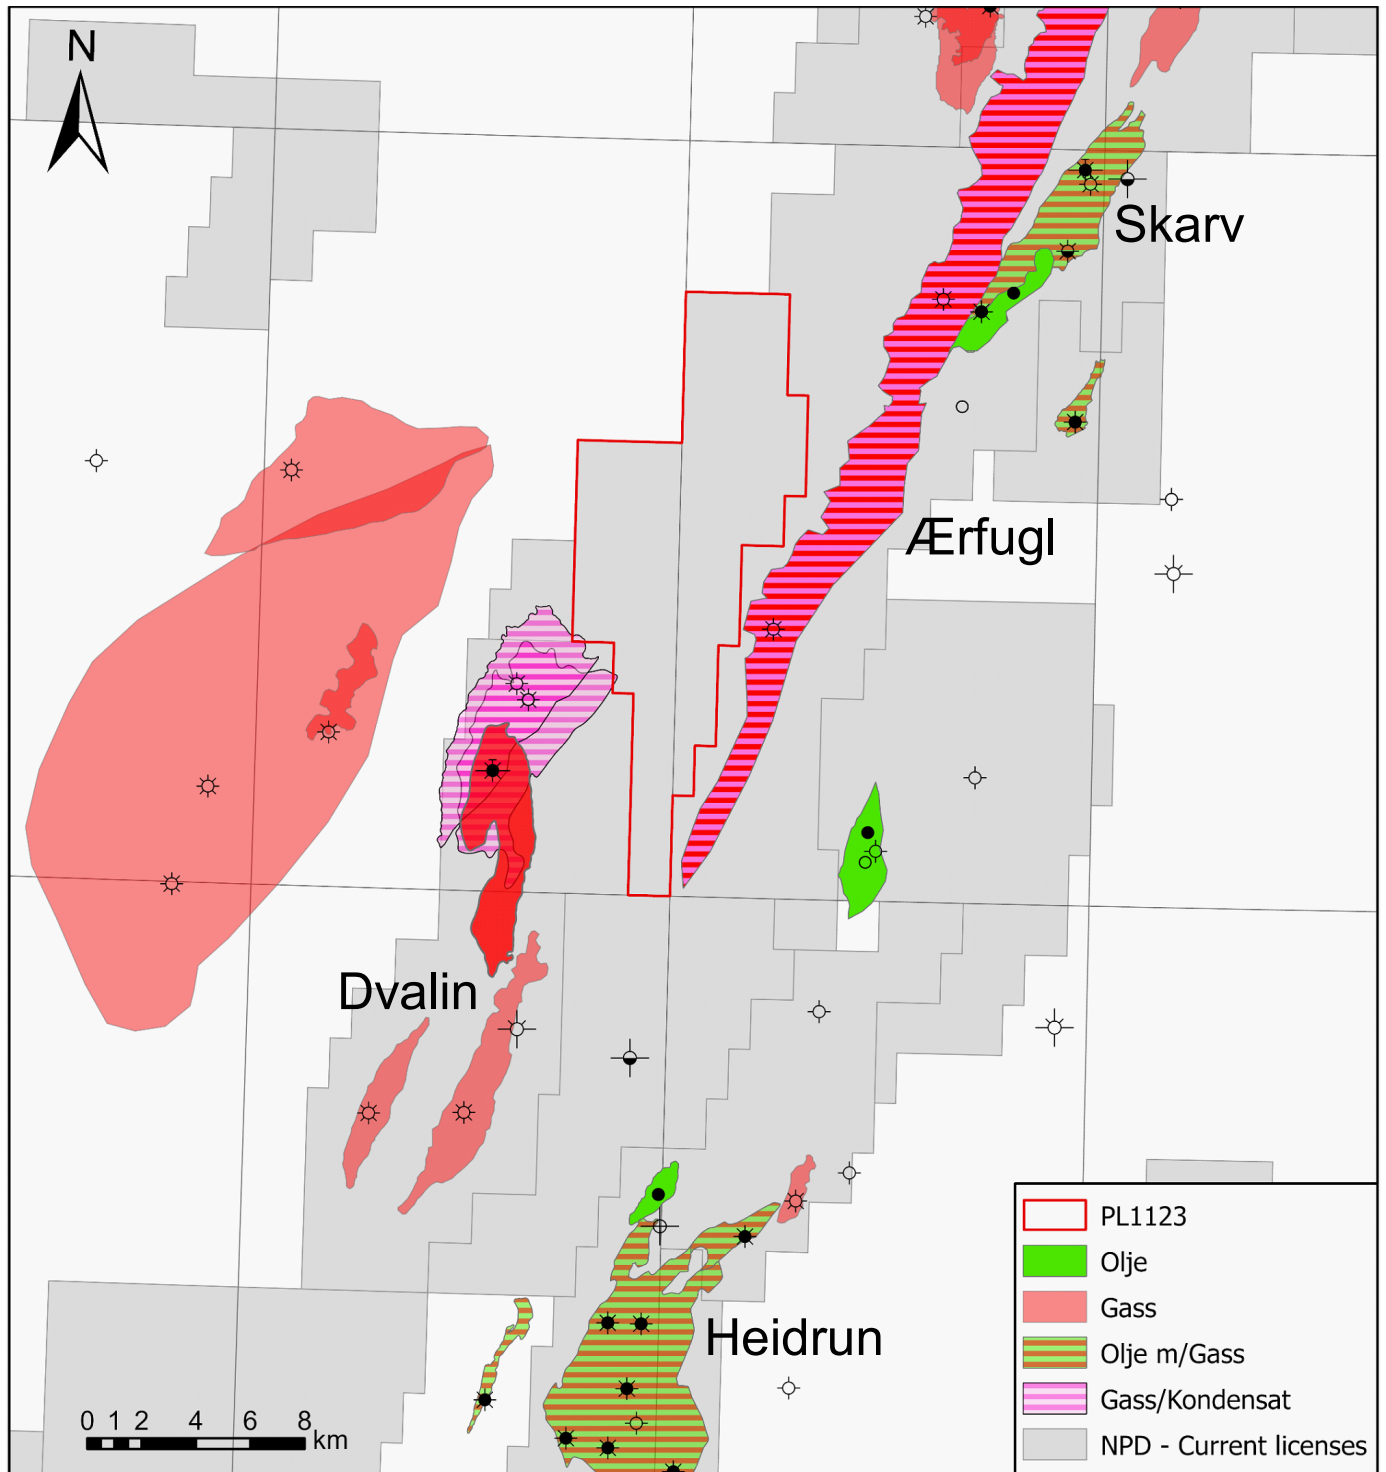 N
Skarv
Ærfugl
Dvalin
Heidrun
PL1123
Olje
Gass
Olje m/Gass
Gass/Kondensat
NPD - Current licenses
0 1 2 4 6 8
km